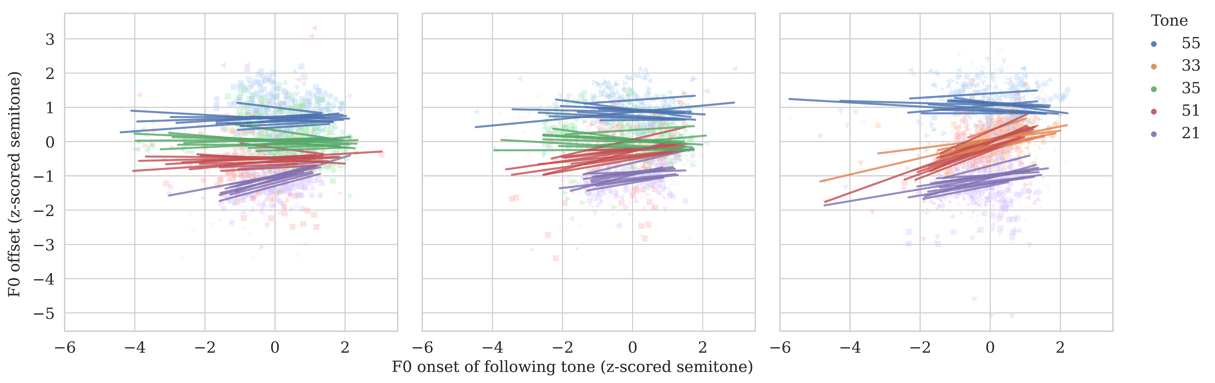 Tone
55
33
35
51
21
F0 offset (z-scored semitone)
3
2
1
0
−1
−2
−3
−4
−5
−6 −4 −2 0 2
−6 −4 −2 0 2
−6 −4 −2 0 2
F0 onset of following tone (z-scored semitone)